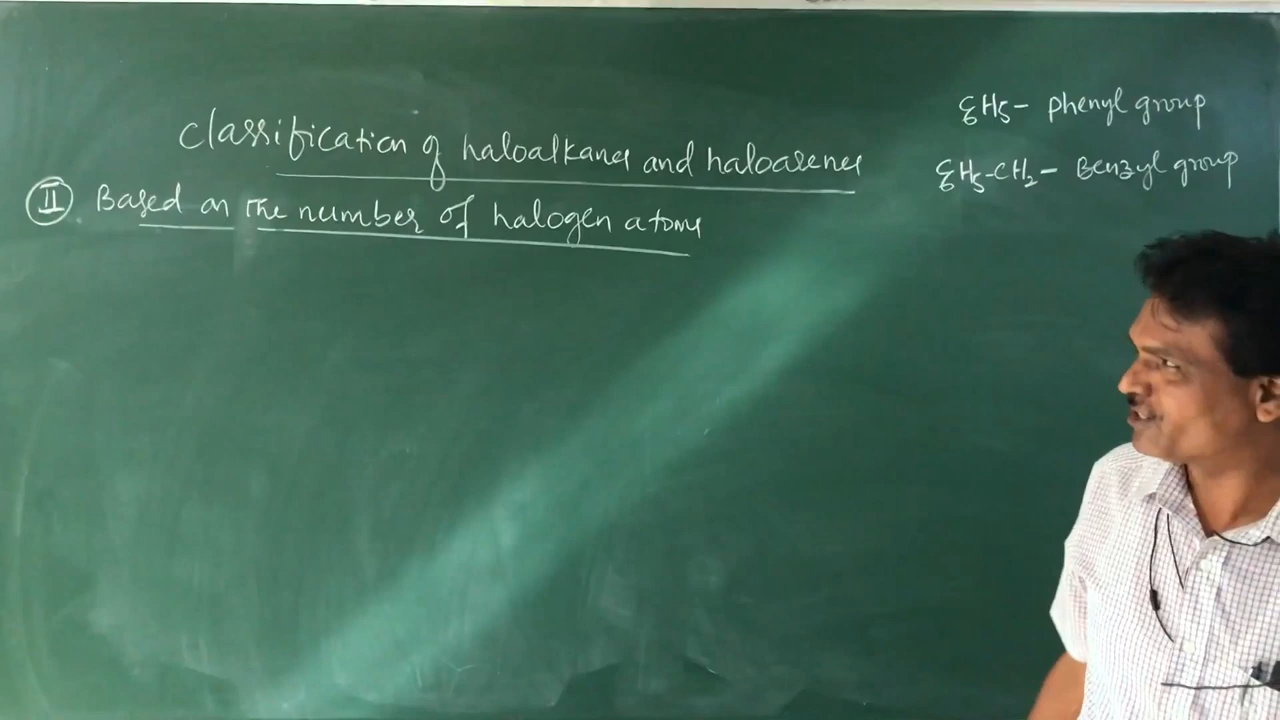 Classification of haloalkanes and haloarenes
II Based on the number of halogen atoms
C6H5- phenyl group
C6H5-CH2- Benzyl group